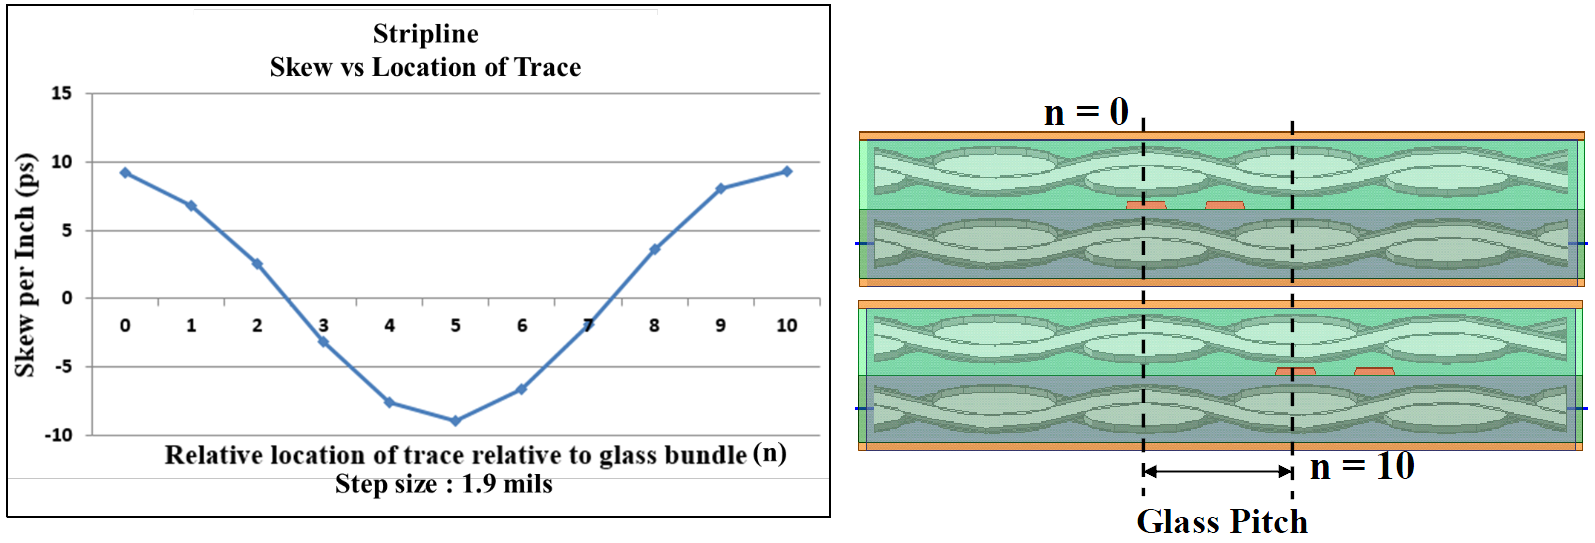 Stripline
Skew vs Location of Trace
15
10
5
0
-5
-10
Skew per Inch (ps)
0 1 2 3 4 5 6 7 8 9 10
Relative location of trace relative to glass bundle (n)
Step size : 1.9 mils
n = 0
n = 10
Glass Pitch